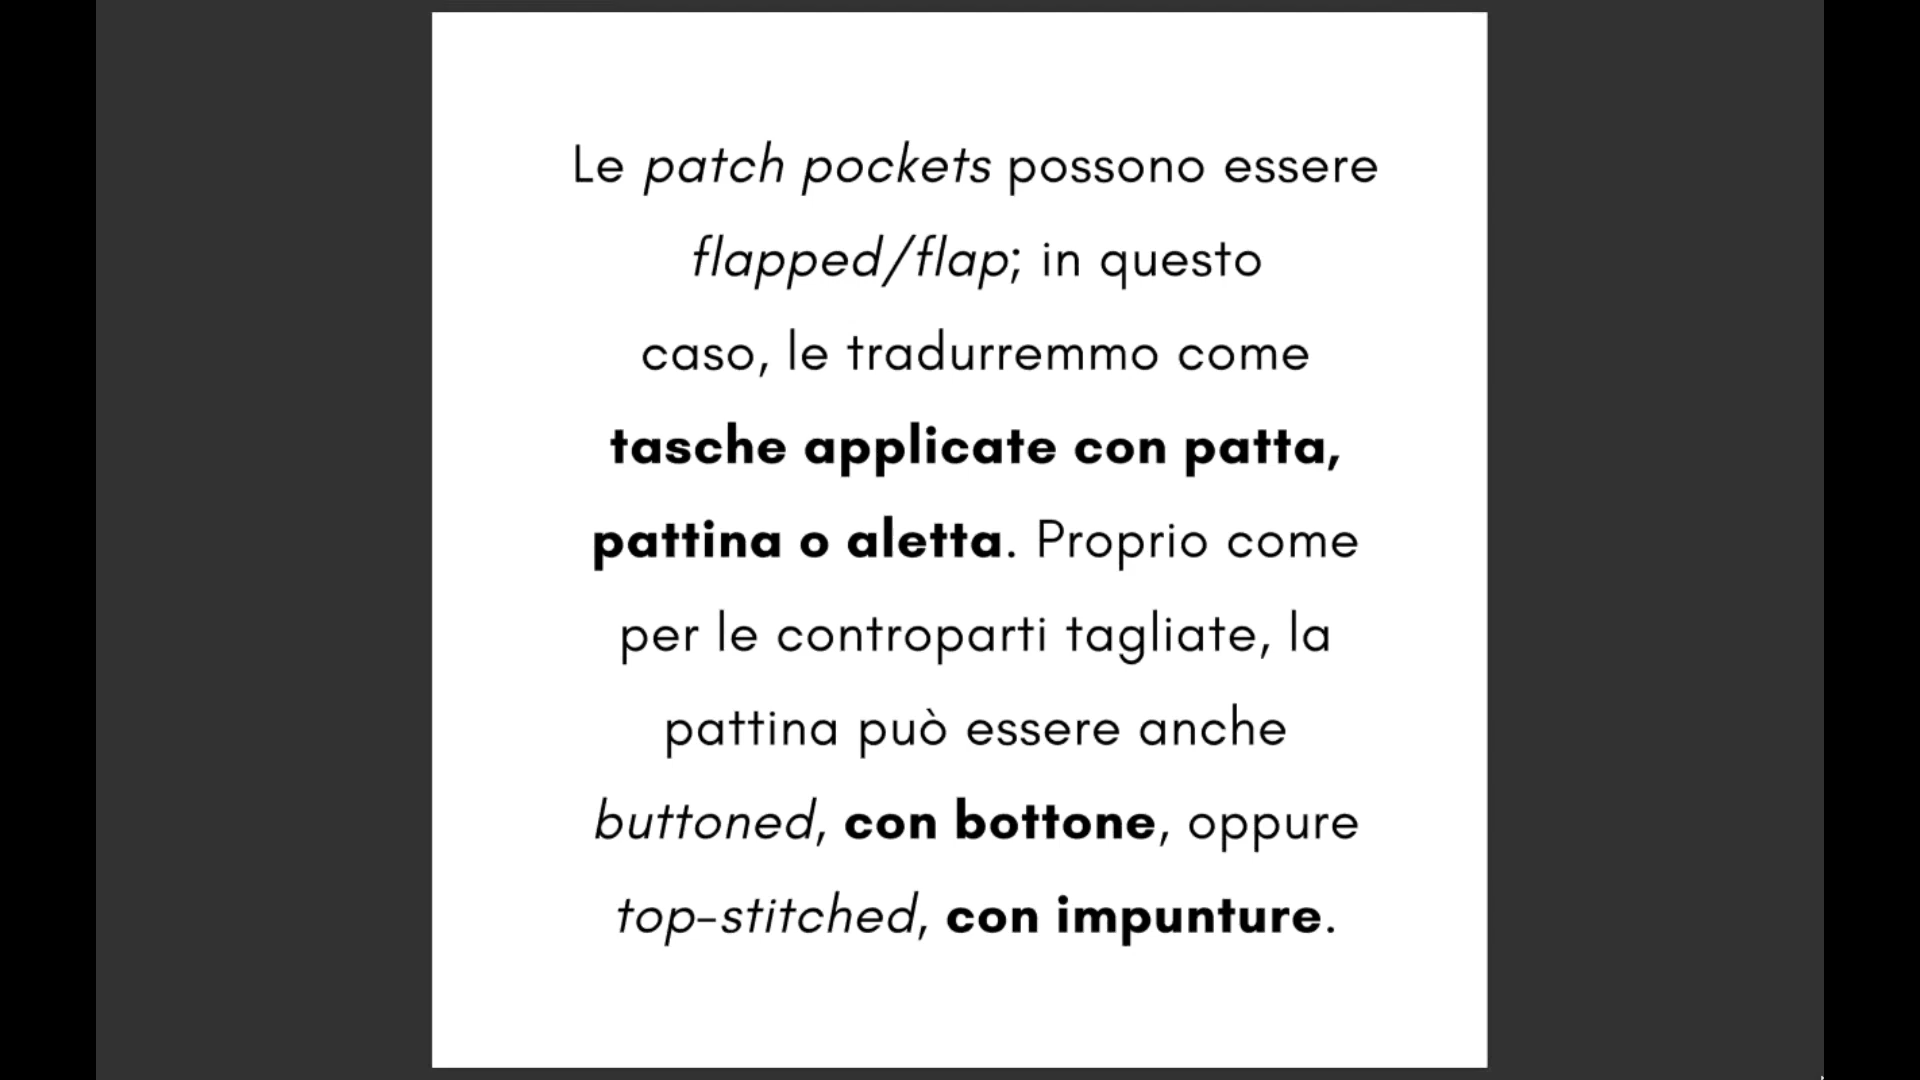 Le patch pockets possono essere
flapped/flap; in questo
caso, le tradurremmo come
tasche applicate con patta,
pattina o aletta. Proprio come
per le controparti tagliate, la
pattina può essere anche
buttoned, con bottone, oppure
top-stitched, con impunture.